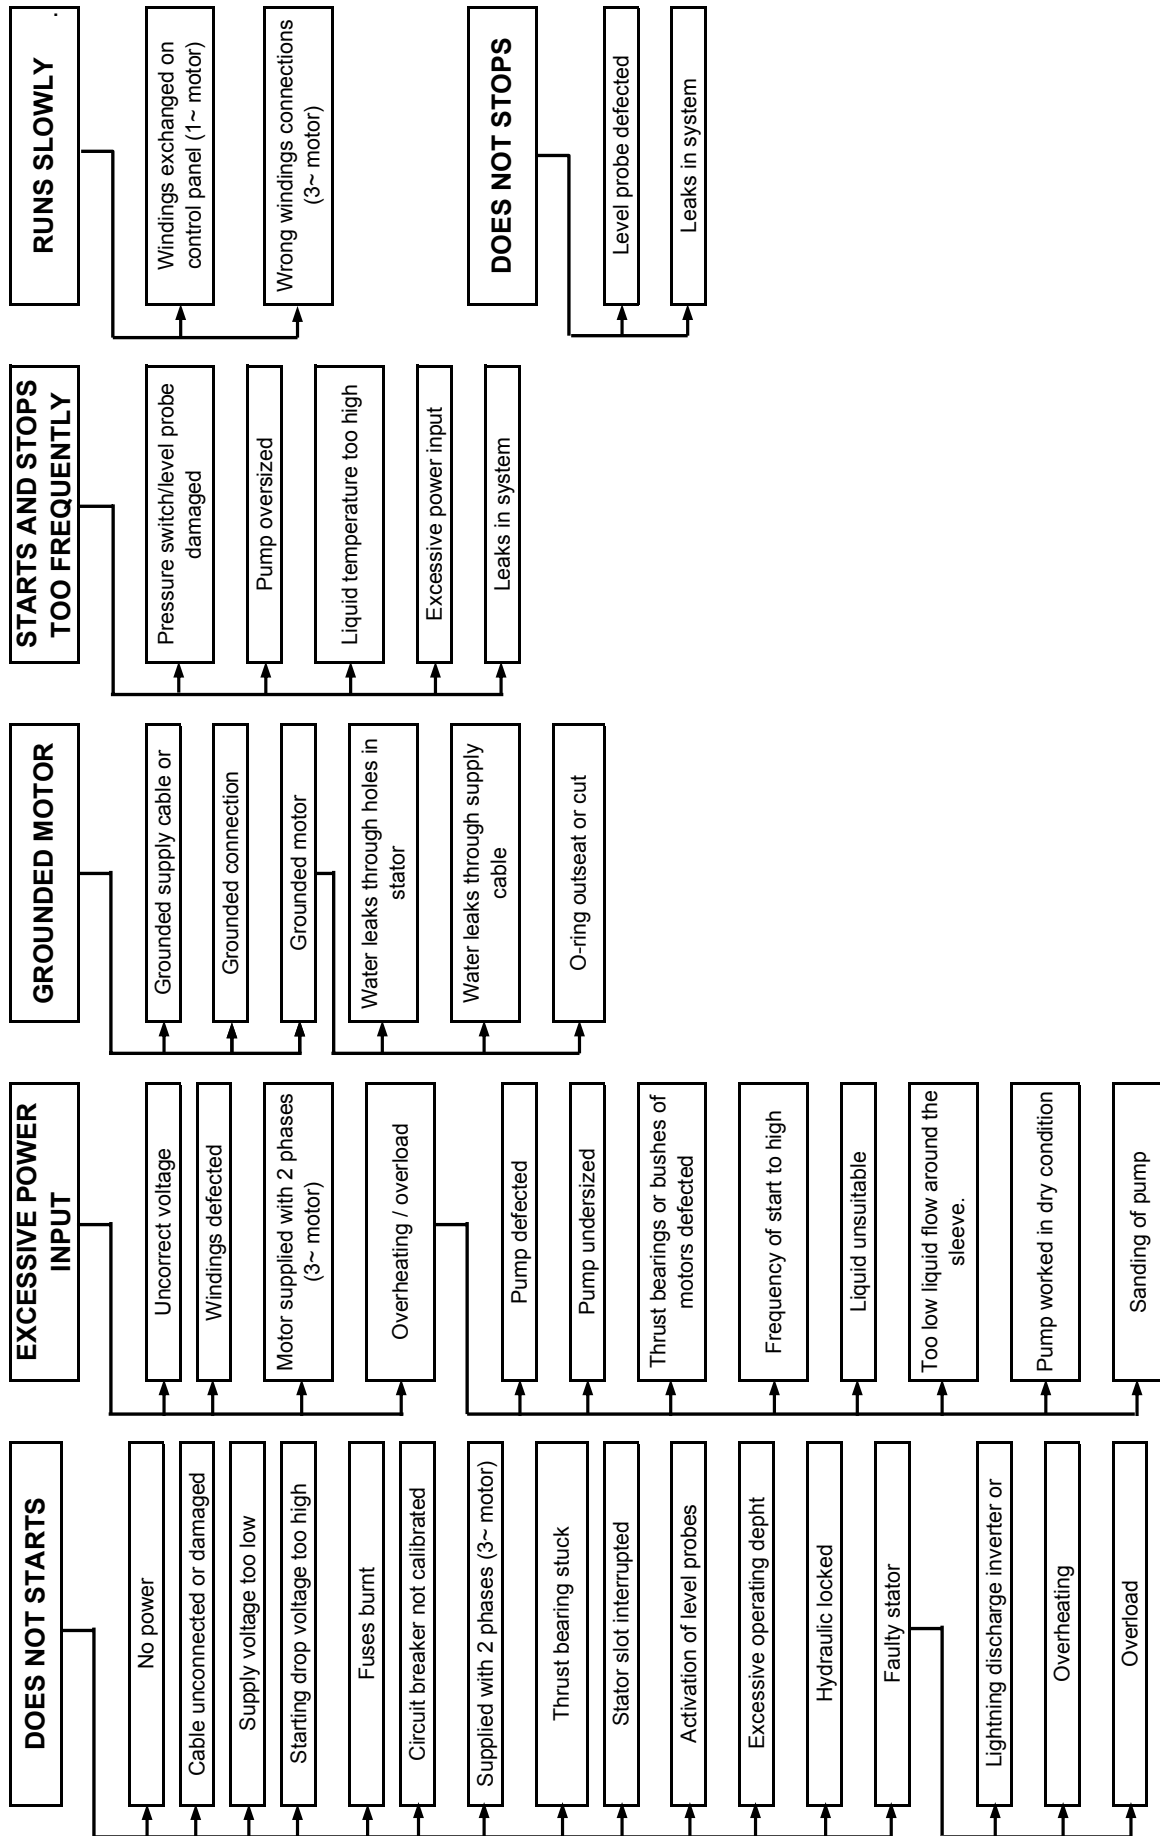 DOES NOT STARTS
No power
Cable unconnected or damaged
Supply voltage too low
Starting drop voltage too high
Fuses burnt
Circuit breaker not calibrated
Supplied with 2 phases (3~ motor)
Thrust bearing stuck
Stator slot interrupted
Activation of level probes
Excessive operating depht
Hydraulic locked
Faulty stator
Lightning discharge inverter or
Overheating
Overload
EXCESSIVE POWER
INPUT
Uncorrect voltage
Windings defected
Motor supplied with 2 phases
(3~ motor)
Overheating / overload
Pump defected
Pump undersized
Thrust bearings or bushes of
motors defected
Frequency of start to high
Liquid unsuitable
Too low liquid flow around the
sleeve.
Pump worked in dry condition
Sanding of pump
GROUNDED MOTOR
Grounded supply cable or
Grounded connection
Grounded motor
Water leaks through holes in
stator
Water leaks through supply
cable
O-ring outseat or cut
STARTS AND STOPS
TOO FREQUENTLY
Pressure switch/level probe
damaged
Pump oversized
Liquid temperature too high
Excessive power input
Leaks in system
RUNS SLOWLY
Windings exchanged on
control panel (1~ motor)
Wrong windings connections
(3~ motor)
DOES NOT STOPS
Level probe defected
Leaks in system